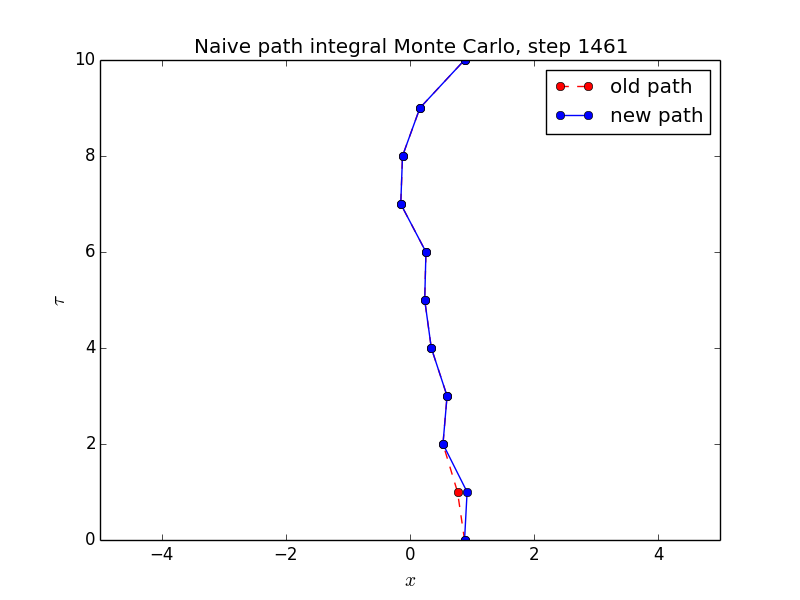 Naive path integral Monte Carlo, step 1461
old path
new path
10
8
6
4
2
0
τ
−4 −2 0 2 4
x